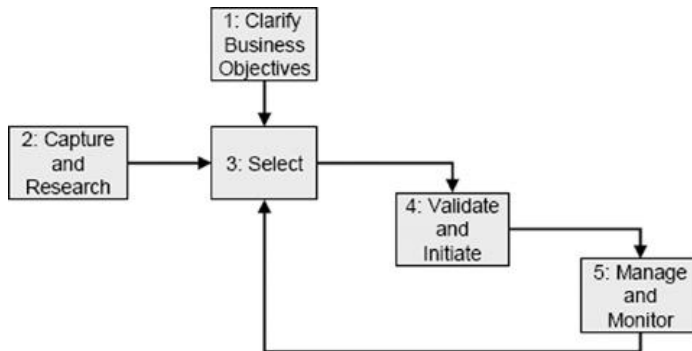 1: Clarify
Business
Objectives
2: Capture
and
Research
3: Select
4: Validate
and
Initiate
5: Manage
and
Monitor